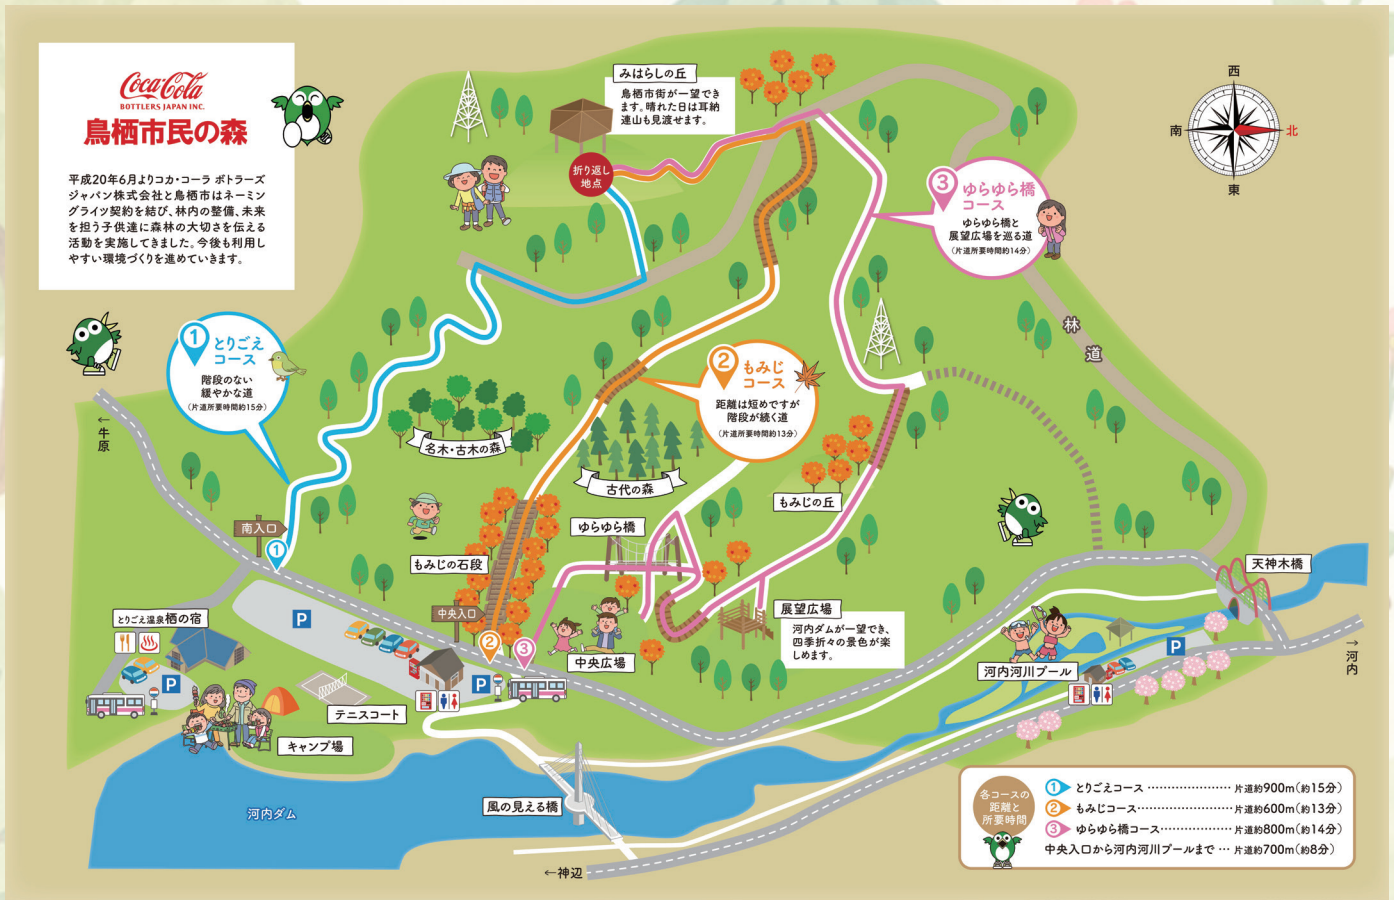 Coca-Cola
BOTTLERS JAPAN INC.
鳥栖市民の森
平成20年6月よりコカ・コーラ ボトラーズ
ジャパン株式会社と鳥栖市はネーミン
グライツ契約を結び、林内の整備、未来
を担う子供達に森林の大切さを伝える
活動を実施してきました。今後も利用し
やすい環境づくりを進めていきます。
みはらしの丘
鳥栖市街が一望でき
ます。晴れた日は耳納
連山も見渡せます。
折り返し
地点
西
南
北
東
3
ゆらゆら橋
コース
ゆらゆら橋と
展望広場を巡る道
(片道所要時間約14分)
林
道
1
とりごえ
コース
階段のない
緩やかな道
(片道所要時間約15分)
2
もみじ
コース
距離は短めですが
階段が続く道
(片道所要時間約13分)
←牛原
名木・古木の森
古代の森
もみじの丘
ゆらゆら橋
南入口
1
もみじの石段
中央入口
2
3
中央広場
展望広場
河内ダムが一望でき、
四季折々の景色が楽
しめます。
天神木橋
河内河川プール
P
→河内
とりごえ温泉栖の宿
P
P
P
テニスコート
キャンプ場
河内ダム
風の見える橋
←神辺
各コースの
距離と
所要時間
1 とりごえコース …………………… 片道約900m(約15分)
2 もみじコース…………………… 片道約600m(約13分)
3 ゆらゆら橋コース………………… 片道約800m(約14分)
中央入口から河内河川プールまで … 片道約700m(約8分)